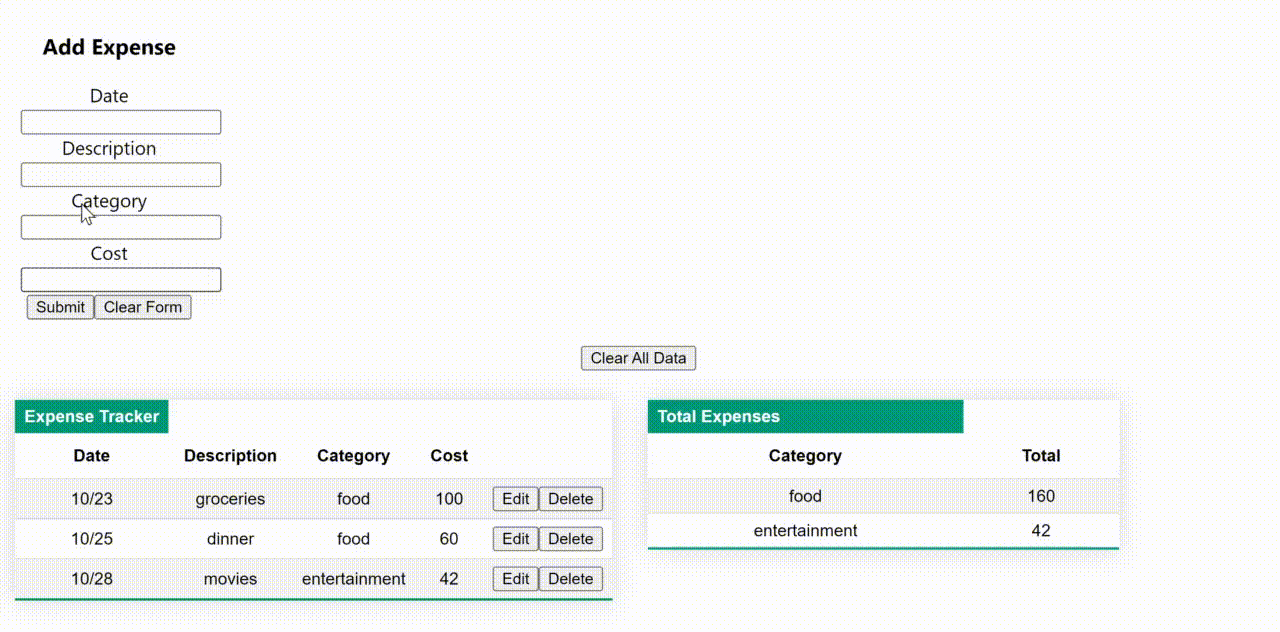 Add Expense
Date
Description
Category
Cost
Submit Clear Form
Clear All Data
Expense Tracker
Date Description Category Cost
10/23 groceries food 100 Edit Delete
10/25 dinner food 60 Edit Delete
10/28 movies entertainment 42 Edit Delete
Total Expenses
Category Total
food 160
entertainment 42